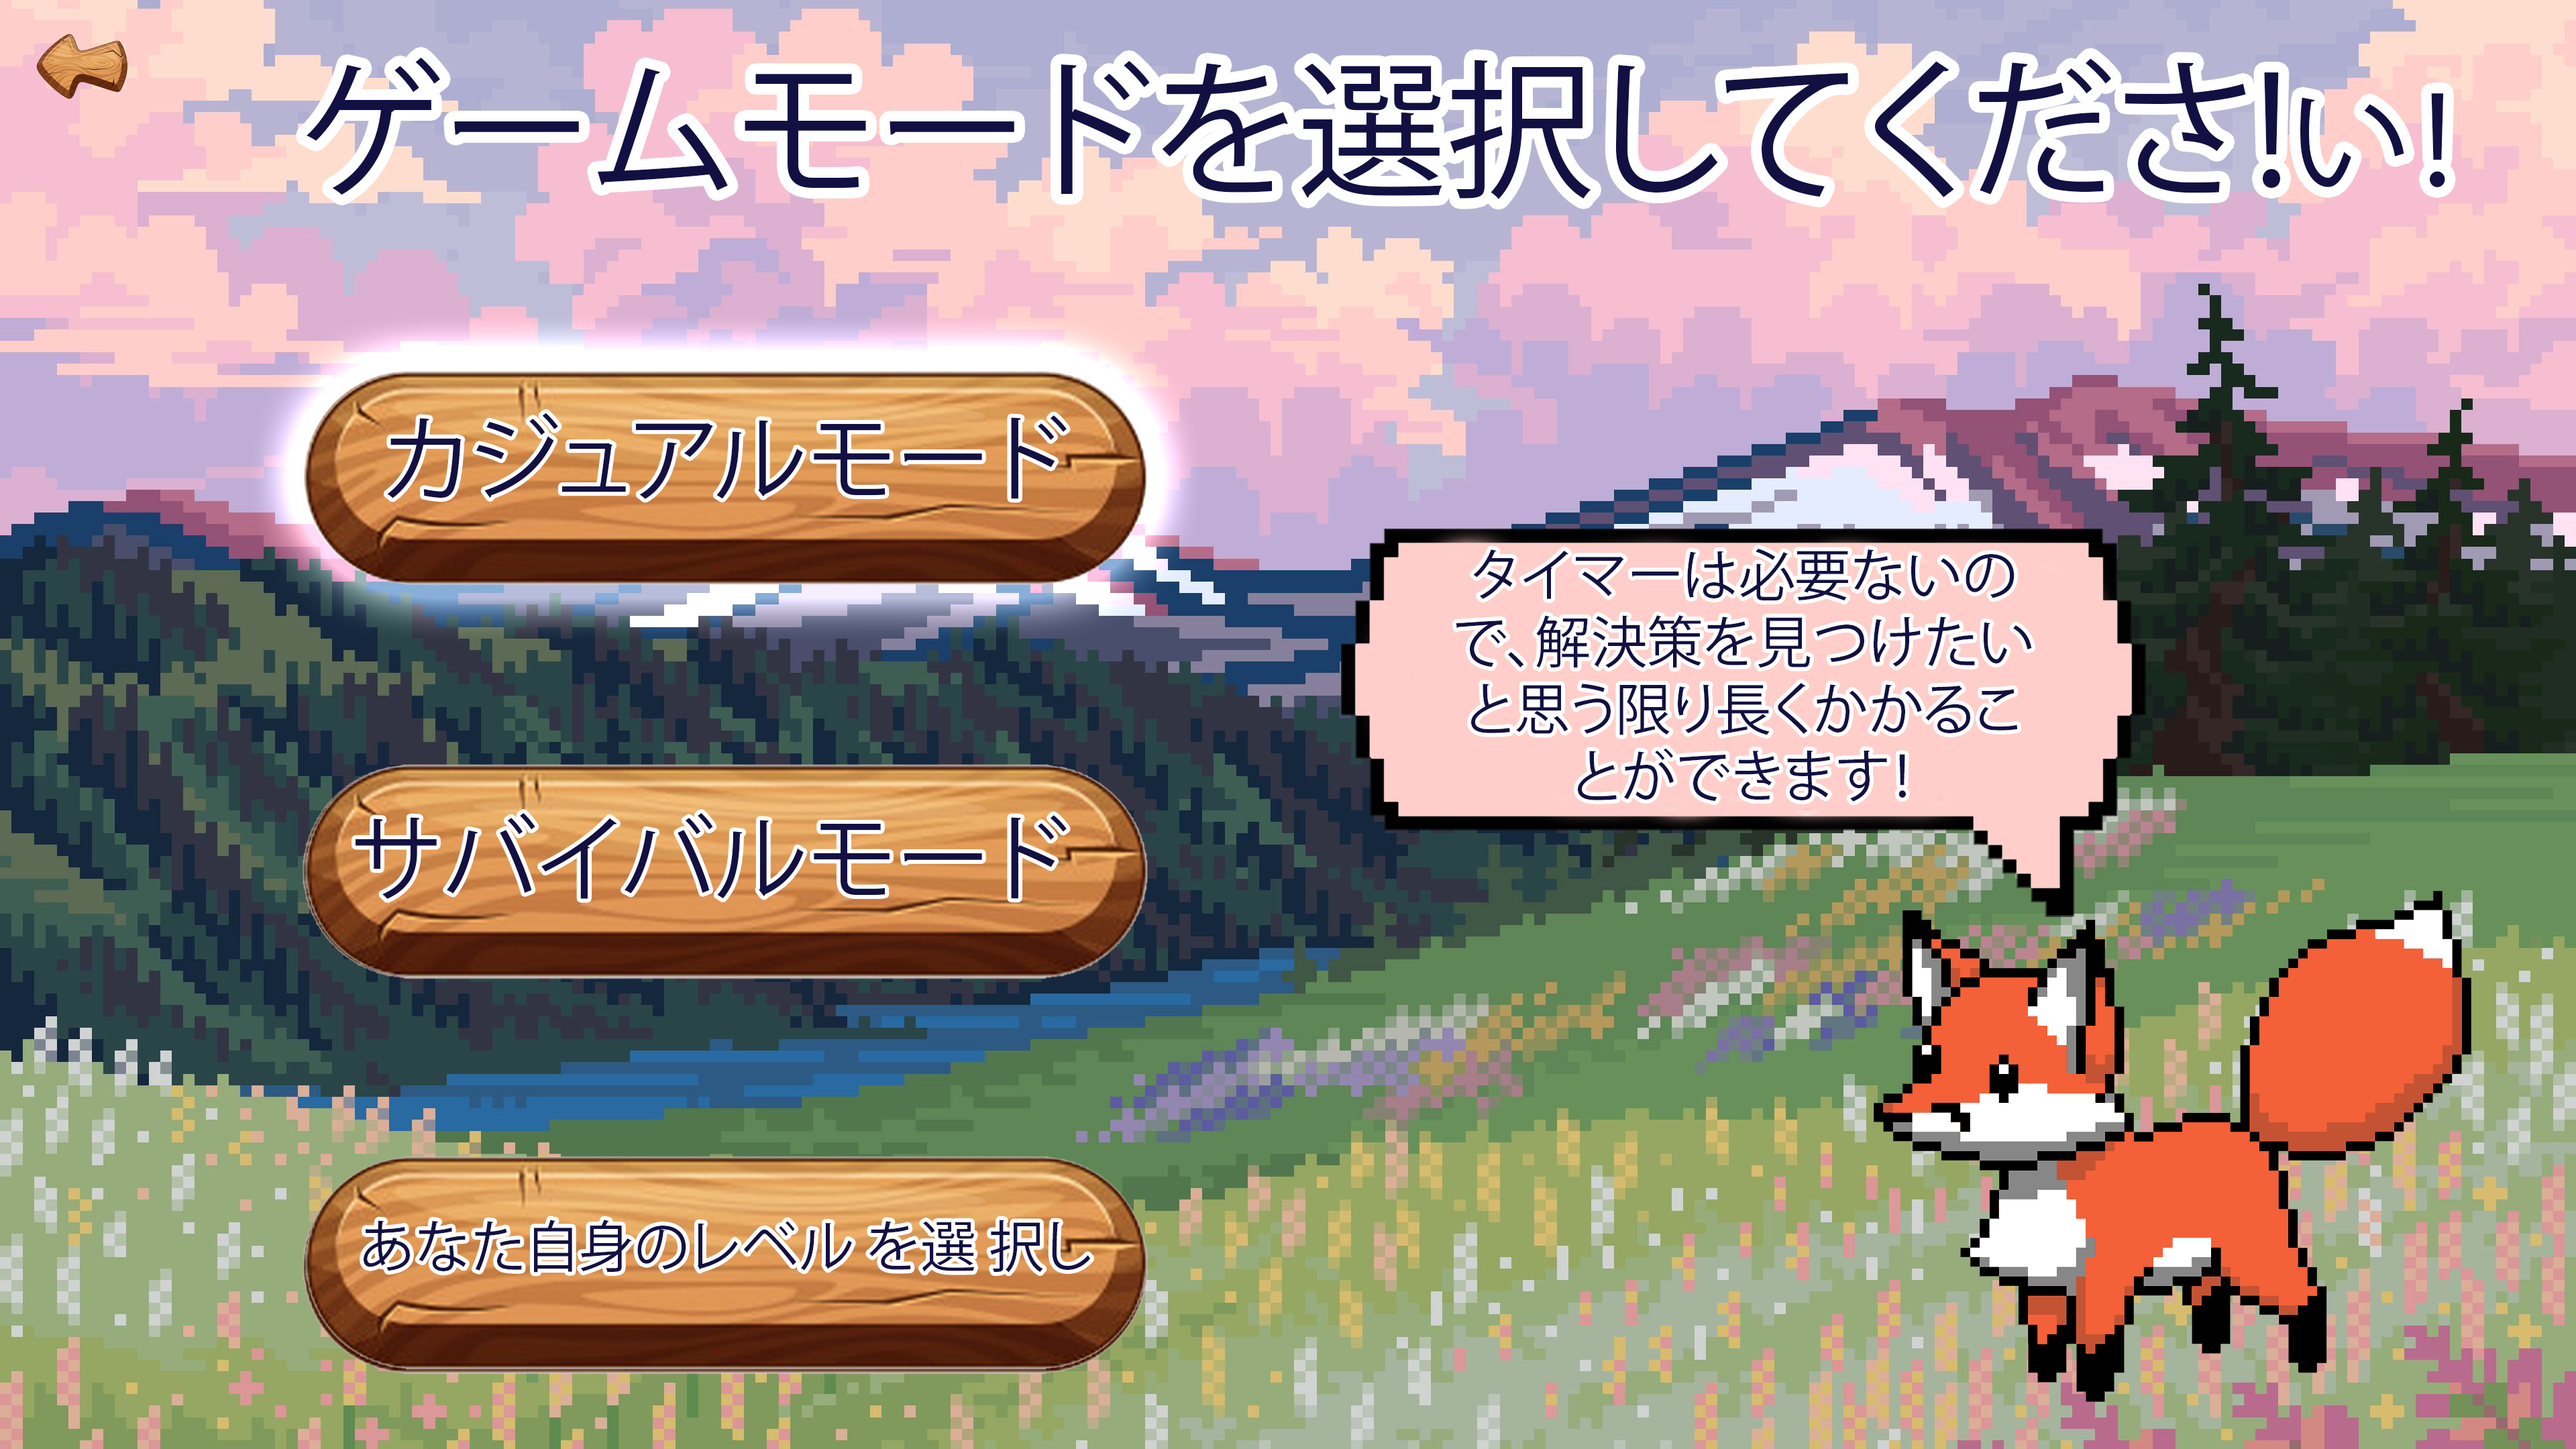 ゲームモードを選択してくださ!い!
カジュアルモード
タイマーは必要ないの
で、解決策を見つけたい
と思う限り長くかかるこ
とができます!
サバイバルモード
あなた自身のレベル を選 択し